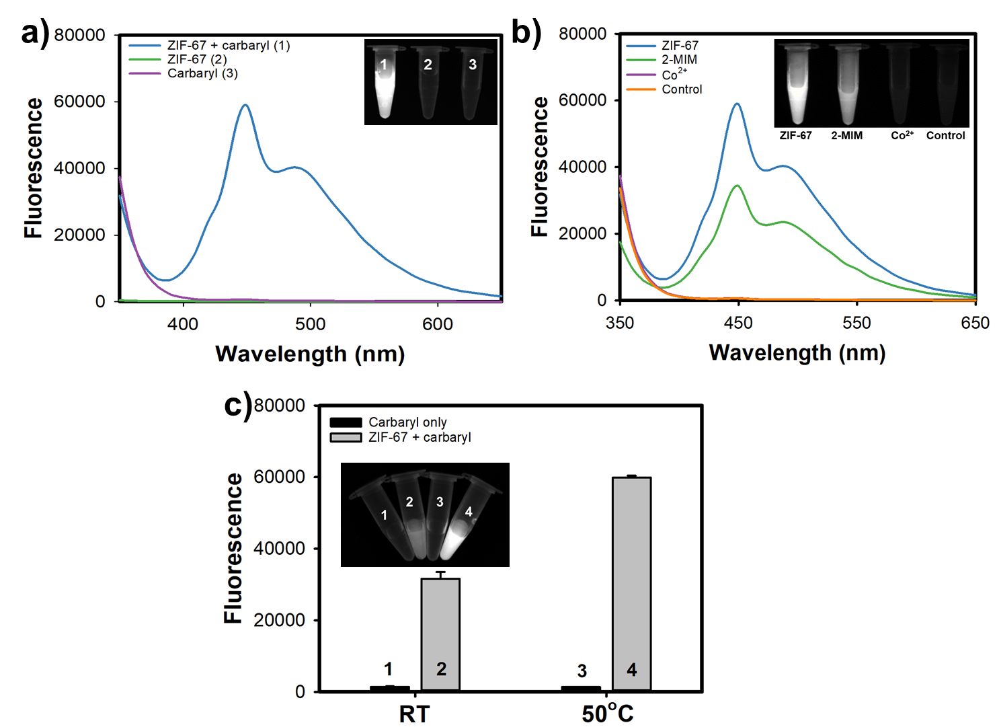 a)
80000
60000
40000
20000
0
Fluorescence
ZIF-67 + carbaryl (1)
ZIF-67 (2)
Carbaryl (3)
1 2 3
400 500 600
Wavelength (nm)
b)
80000
60000
40000
20000
0
Fluorescence
ZIF-67
2-MIM
Co²⁺
Control
ZIF-67 2-MIM Co²⁺ Control
350 450 550 650
Wavelength (nm)
c)
80000
60000
40000
20000
0
Fluorescence
Carbaryl only
ZIF-67 + carbaryl
1 2 3 4
1 2 3 4
RT 50°C